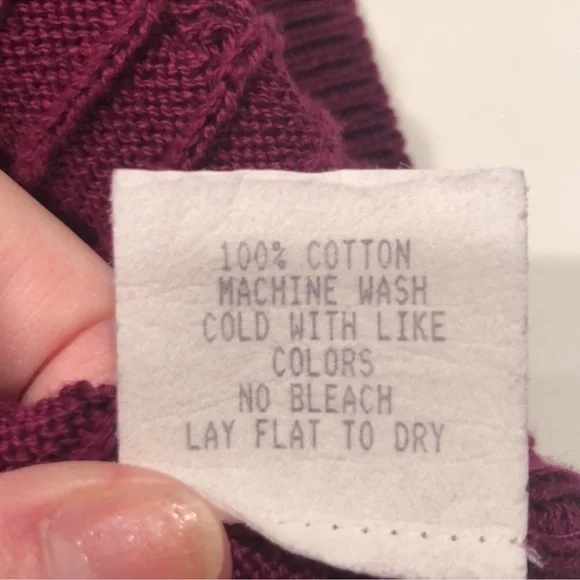 100% COTTON
MACHINE WASH
COLD WITH LIKE
COLORS
NO BLEACH
LAY FLAT TO DRY